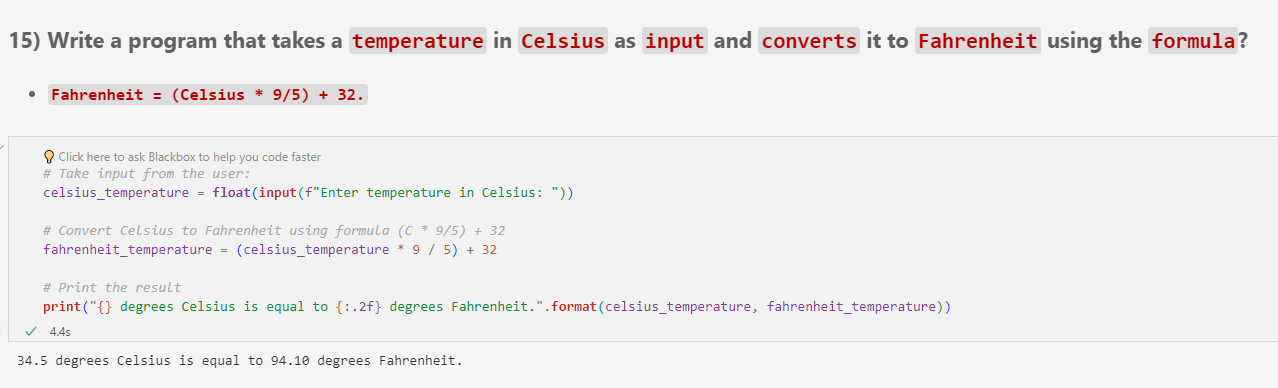 15) Write a program that takes a temperature in Celsius as input and converts it to Fahrenheit using the formula?
• Fahrenheit = (Celsius * 9/5) + 32.
Click here to ask Blackbox to help you code faster
# Take input from the user:
celsius_temperature = float(input(f"Enter temperature in Celsius: "))
# Convert Celsius to Fahrenheit using formula (C * 9/5) + 32
fahrenheit_temperature = (celsius_temperature * 9 / 5) + 32
# Print the result
print("{} degrees Celsius is equal to {:.2f} degrees Fahrenheit.".format(celsius_temperature, fahrenheit_temperature))
4.4s
34.5 degrees Celsius is equal to 94.10 degrees Fahrenheit.